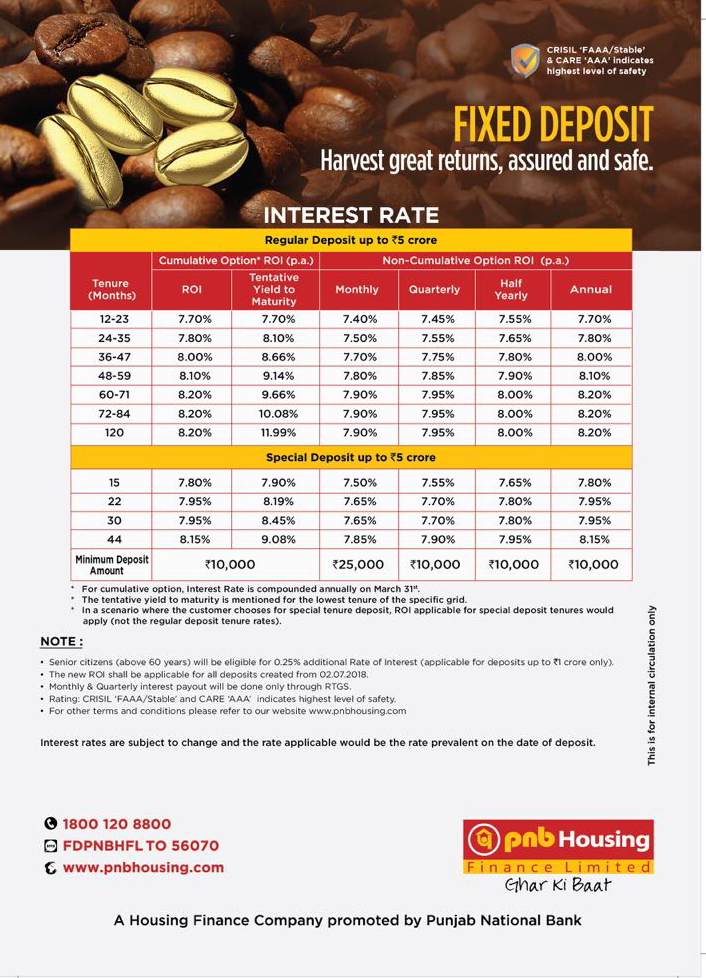 CRISIL ‘FAAA/Stable’
& CARE ‘AAA’ indicates
highest level of safety
FIXED DEPOSIT
Harvest great returns, assured and safe.
INTEREST RATE
Regular Deposit up to ₹5 crore
Tenure (Months) Cumulative Option* ROI (p.a.) Non-Cumulative Option ROI (p.a.)
ROI Tentative Yield to Maturity Monthly Quarterly Half Yearly Annual
12-23 7.70% 7.70% 7.40% 7.45% 7.55% 7.70%
24-35 7.80% 8.10% 7.50% 7.55% 7.65% 7.80%
36-47 8.00% 8.66% 7.70% 7.75% 7.80% 8.00%
48-59 8.10% 9.14% 7.80% 7.85% 7.90% 8.10%
60-71 8.20% 9.66% 7.90% 7.95% 8.00% 8.20%
72-84 8.20% 10.08% 7.90% 7.95% 8.00% 8.20%
120 8.20% 11.99% 7.90% 7.95% 8.00% 8.20%
Special Deposit up to ₹5 crore
15 7.80% 7.90% 7.50% 7.55% 7.65% 7.80%
22 7.95% 8.19% 7.65% 7.70% 7.80% 7.95%
30 7.95% 8.45% 7.65% 7.70% 7.80% 7.95%
44 8.15% 9.08% 7.85% 7.90% 7.95% 8.15%
Minimum Deposit Amount ₹10,000 ₹25,000 ₹10,000 ₹10,000 ₹10,000
* For cumulative option, Interest Rate is compounded annually on March 31st.
* The tentative yield to maturity is mentioned for the lowest tenure of the specific grid.
* In a scenario where the customer chooses for special tenure deposit, ROI applicable for special deposit tenures would
apply (not the regular deposit tenure rates).
NOTE :
• Senior citizens (above 60 years) will be eligible for 0.25% additional Rate of Interest (applicable for deposits up to ₹1 crore only).
• The new ROI shall be applicable for all deposits created from 02.07.2018.
• Monthly & Quarterly interest payout will be done only through RTGS.
• Rating: CRISIL ‘FAAA/Stable’ and CARE ‘AAA’ indicates highest level of safety.
• For other terms and conditions please refer to our website www.pnbhousing.com
Interest rates are subject to change and the rate applicable would be the rate prevalent on the date of deposit.
This is for internal circulation only
1800 120 8800
FDPNBHFL TO 56070
www.pnbhousing.com
pnb Housing
Finance Limited
Ghar Ki Baat
A Housing Finance Company promoted by Punjab National Bank